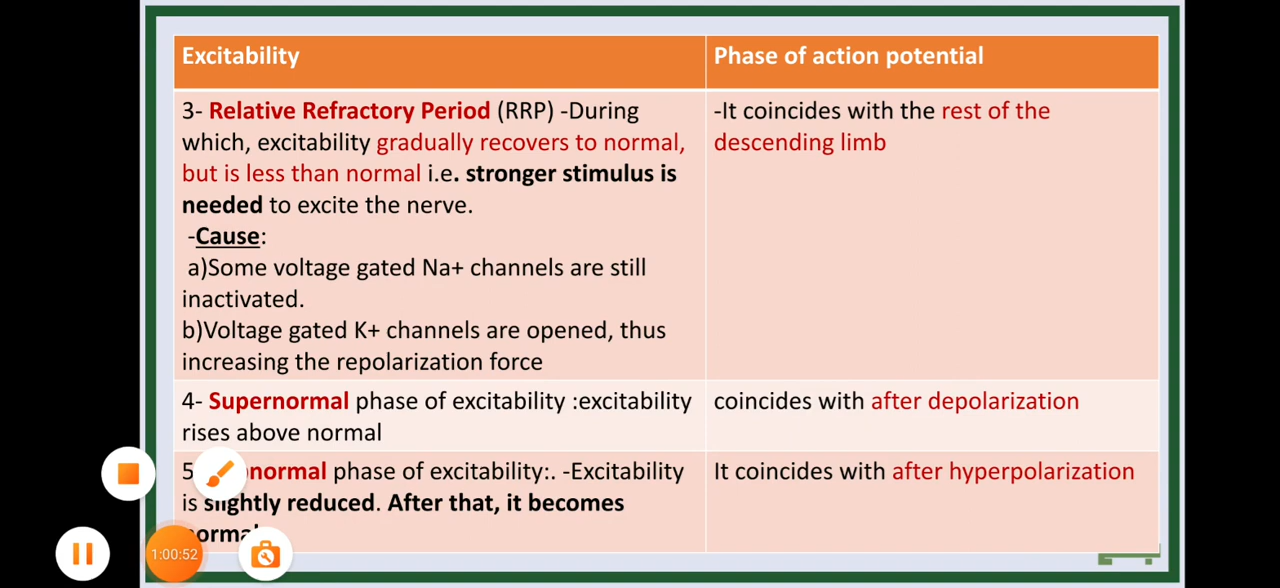 Excitability
Phase of action potential
3- Relative Refractory Period (RRP) -During
which, excitability gradually recovers to normal,
but is less than normal i.e. stronger stimulus is
needed to excite the nerve.
-Cause:
a)Some voltage gated Na+ channels are still
inactivated.
b)Voltage gated K+ channels are opened, thus
increasing the repolarization force
-It coincides with the rest of the
descending limb
4- Supernormal phase of excitability :excitability
rises above normal
coincides with after depolarization
5 phase of excitability:. -Excitability
is slightly reduced. After that, it becomes
It coincides with after hyperpolarization
1:00:52